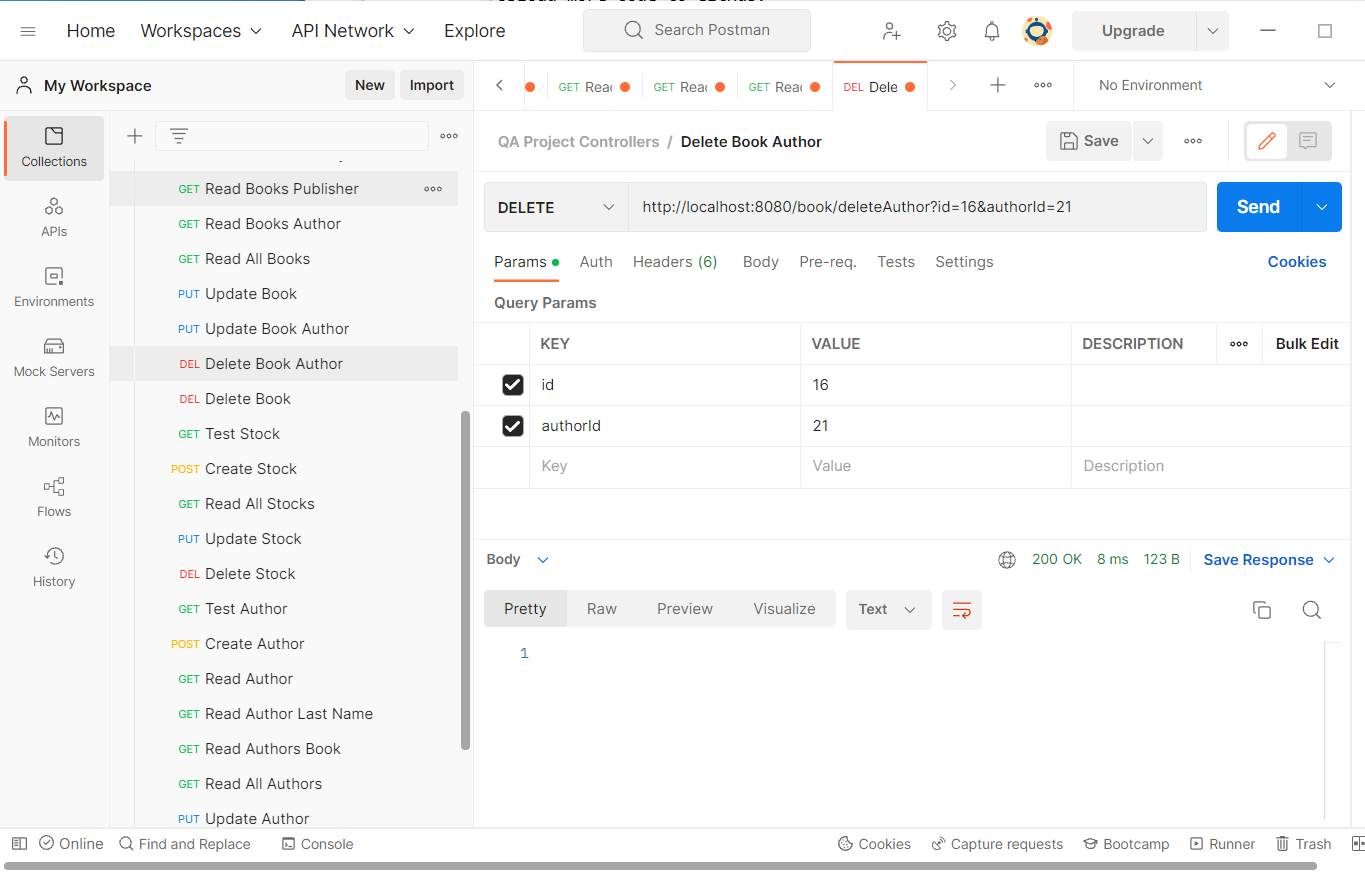 Home Workspaces API Network Explore Search Postman Upgrade
My Workspace New Import GET Reac GET Reac GET Reac DEL Dele No Environment
Collections
APIs
Environments
Mock Servers
Monitors
Flows
History
GET Read Books Publisher
GET Read Books Author
GET Read All Books
PUT Update Book
PUT Update Book Author
DEL Delete Book Author
DEL Delete Book
GET Test Stock
POST Create Stock
GET Read All Stocks
PUT Update Stock
DEL Delete Stock
GET Test Author
POST Create Author
GET Read Author
GET Read Author Last Name
GET Read Authors Book
GET Read All Authors
PUT Update Author
QA Project Controllers / Delete Book Author Save
DELETE http://localhost:8080/book/deleteAuthor?id=16&authorId=21 Send
Params Auth Headers (6) Body Pre-req. Tests Settings Cookies
Query Params
KEY VALUE DESCRIPTION Bulk Edit
id 16
authorId 21
Key Value Description
Body 200 OK 8 ms 123 B Save Response
Pretty Raw Preview Visualize Text
1
Online Find and Replace Console Cookies Capture requests Bootcamp Runner Trash